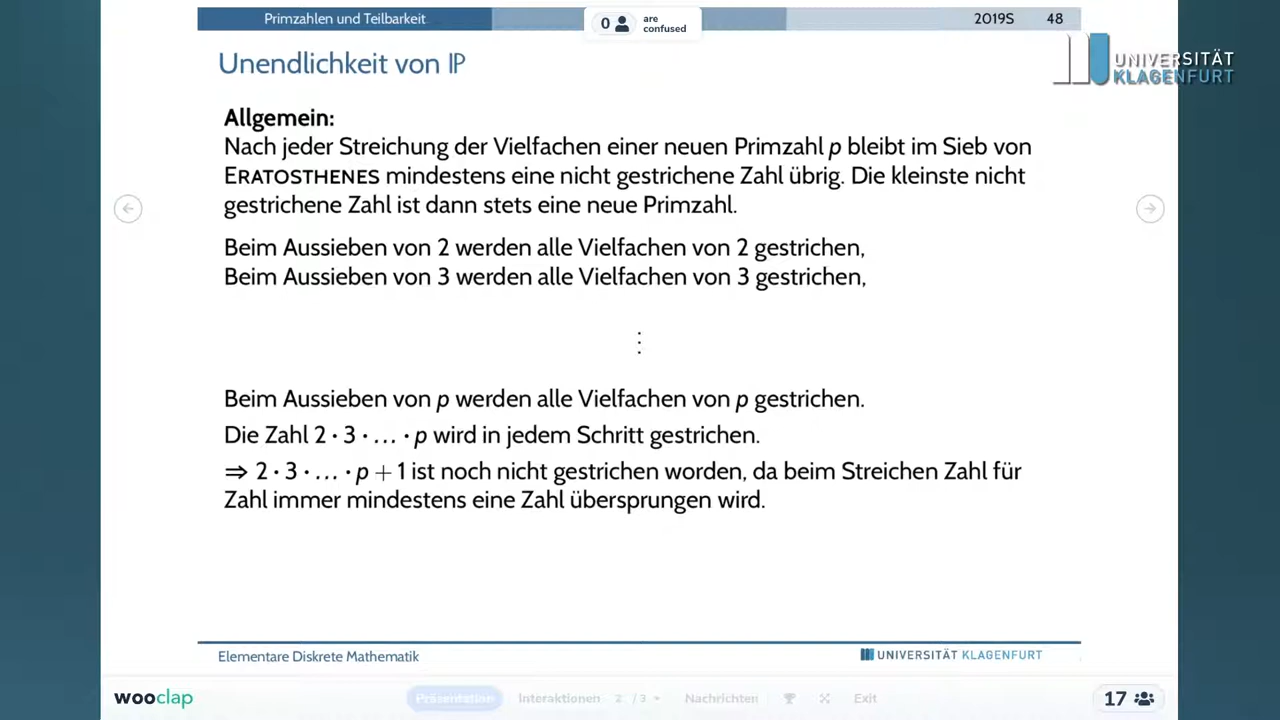 Primzahlen und Teilbarkeit
0 are confused
2019S 48
UNIVERSITÄT KLAGENFURT
Unendlichkeit von ℙ
Allgemein:
Nach jeder Streichung der Vielfachen einer neuen Primzahl p bleibt im Sieb von
ERATOSTHENES mindestens eine nicht gestrichene Zahl übrig. Die kleinste nicht
gestrichene Zahl ist dann stets eine neue Primzahl.
Beim Aussieben von 2 werden alle Vielfachen von 2 gestrichen,
Beim Aussieben von 3 werden alle Vielfachen von 3 gestrichen,
⋮
Beim Aussieben von p werden alle Vielfachen von p gestrichen.
Die Zahl 2 · 3 · … · p wird in jedem Schritt gestrichen.
⇒ 2 · 3 · … · p + 1 ist noch nicht gestrichen worden, da beim Streichen Zahl für
Zahl immer mindestens eine Zahl übersprungen wird.
Elementare Diskrete Mathematik
UNIVERSITÄT KLAGENFURT
wooclap
Präsentation Interaktionen 2 / 3 Nachrichten Exit
17